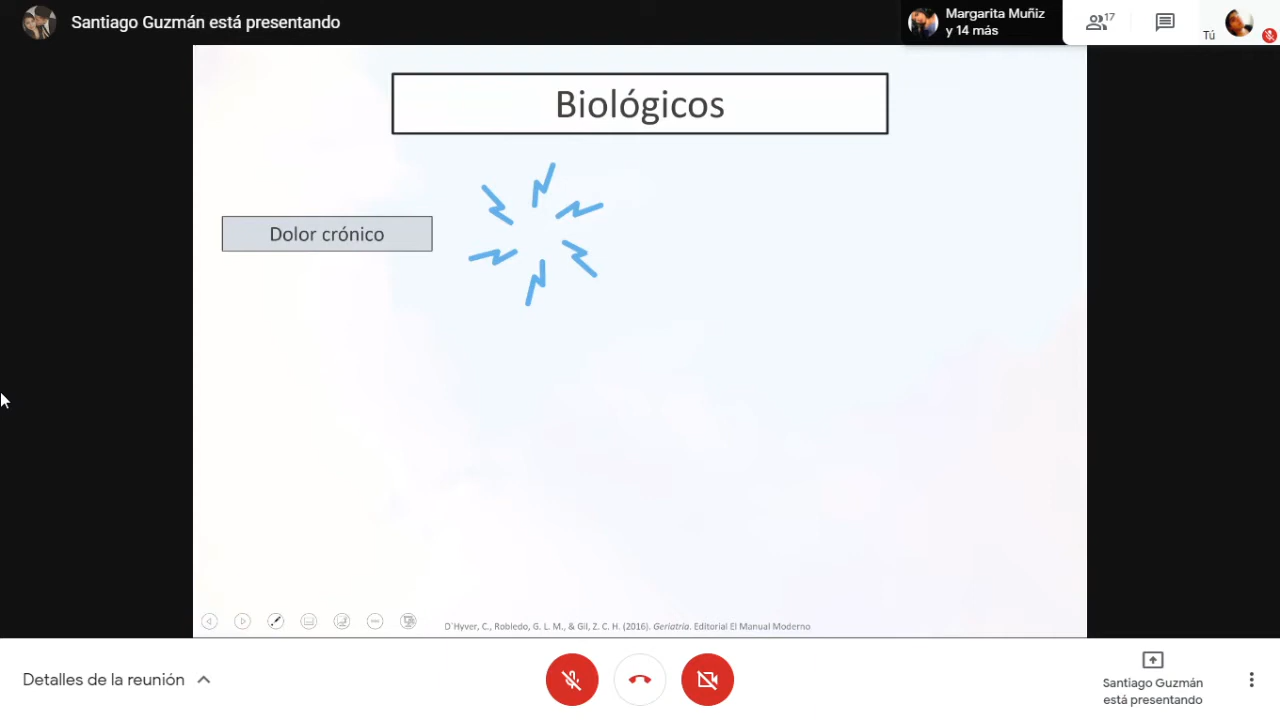 Santiago Guzmán está presentando
Margarita Muñiz
y 14 más
17
Tú
Biológicos
Dolor crónico
D´Hyver, C., Robledo, G. L. M., & Gil, Z. C. H. (2016). Geriatría. Editorial El Manual Moderno
Detalles de la reunión
Santiago Guzmán
está presentando